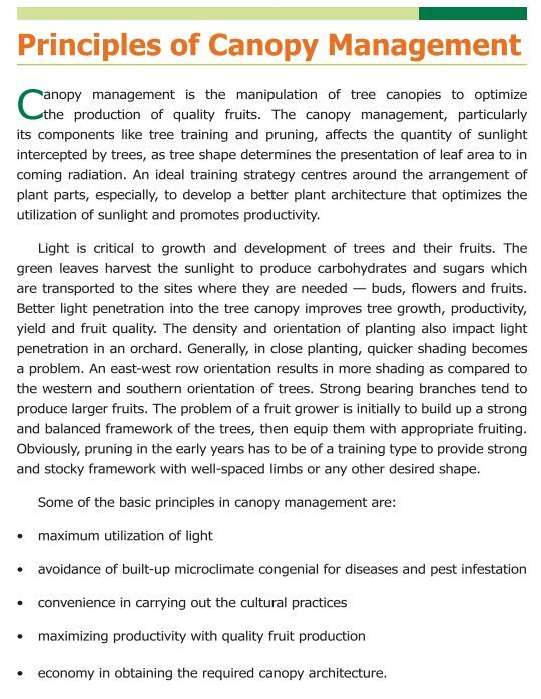 Principles of Canopy Management
Canopy management is the manipulation of tree canopies to optimize
the production of quality fruits. The canopy management, particularly
its components like tree training and pruning, affects the quantity of sunlight
intercepted by trees, as tree shape determines the presentation of leaf area to in
coming radiation. An ideal training strategy centres around the arrangement of
plant parts, especially, to develop a better plant architecture that optimizes the
utilization of sunlight and promotes productivity.
Light is critical to growth and development of trees and their fruits. The
green leaves harvest the sunlight to produce carbohydrates and sugars which
are transported to the sites where they are needed — buds, flowers and fruits.
Better light penetration into the tree canopy improves tree growth, productivity,
yield and fruit quality. The density and orientation of planting also impact light
penetration in an orchard. Generally, in close planting, quicker shading becomes
a problem. An east-west row orientation results in more shading as compared to
the western and southern orientation of trees. Strong bearing branches tend to
produce larger fruits. The problem of a fruit grower is initially to build up a strong
and balanced framework of the trees, then equip them with appropriate fruiting.
Obviously, pruning in the early years has to be of a training type to provide strong
and stocky framework with well-spaced limbs or any other desired shape.
Some of the basic principles in canopy management are:
• maximum utilization of light
• avoidance of built-up microclimate congenial for diseases and pest infestation
• convenience in carrying out the cultural practices
• maximizing productivity with quality fruit production
• economy in obtaining the required canopy architecture.